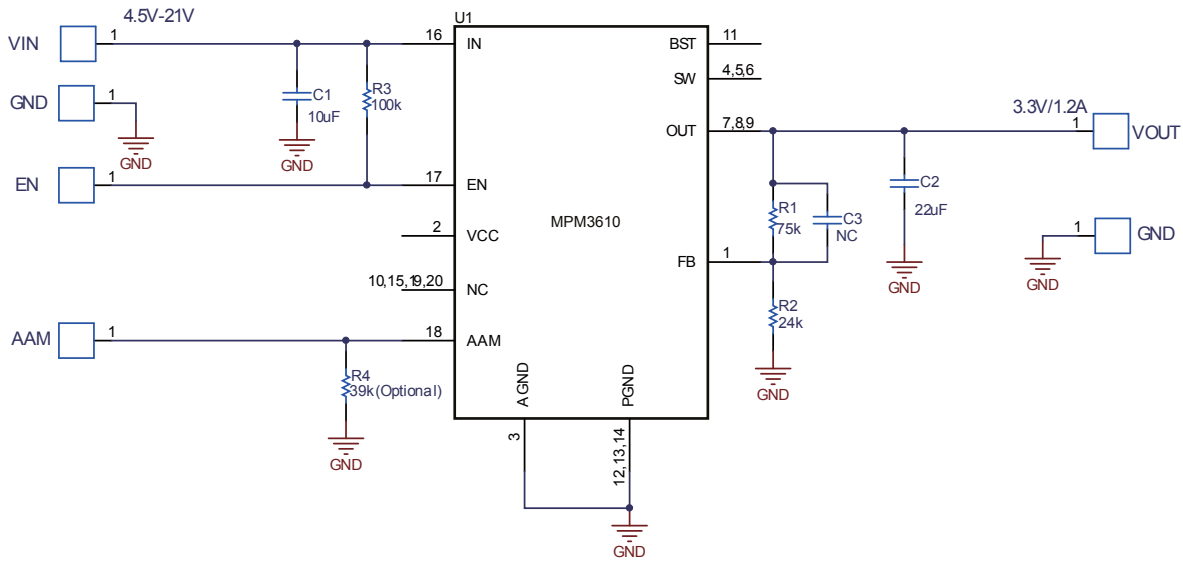 4.5V-21V
U1
VIN
1
16
IN
BST
11
GND
1
GND
C1
10uF
GND
R3
100k
SW
4,5,6
OUT
7,8,9
3.3V/1.2A
1
VOUT
EN
1
17
EN
2
VCC
MPM3610
R1
75k
C3
NC
C2
22uF
GND
1
GND
GND
FB
1
10,15,19,20
NC
R2
24k
GND
AAM
1
18
AAM
R4
39k(Optional)
GND
AGND
PGND
3
12,13,14
GND